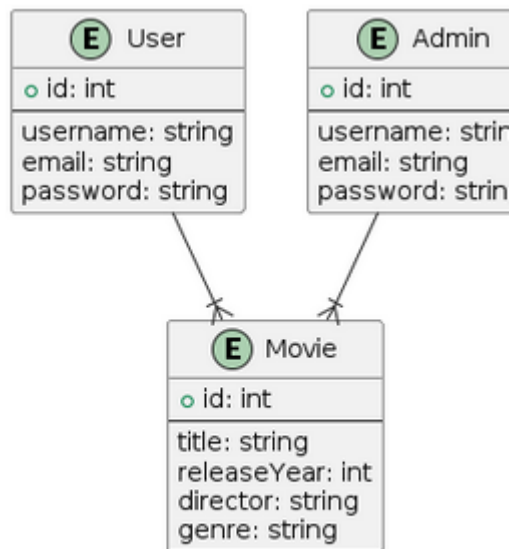 E User
E Admin
+ id: int
+ id: int
username: string
email: string
password: string
username: strin
email: string
password: strin
E Movie
+ id: int
title: string
releaseYear: int
director: string
genre: string